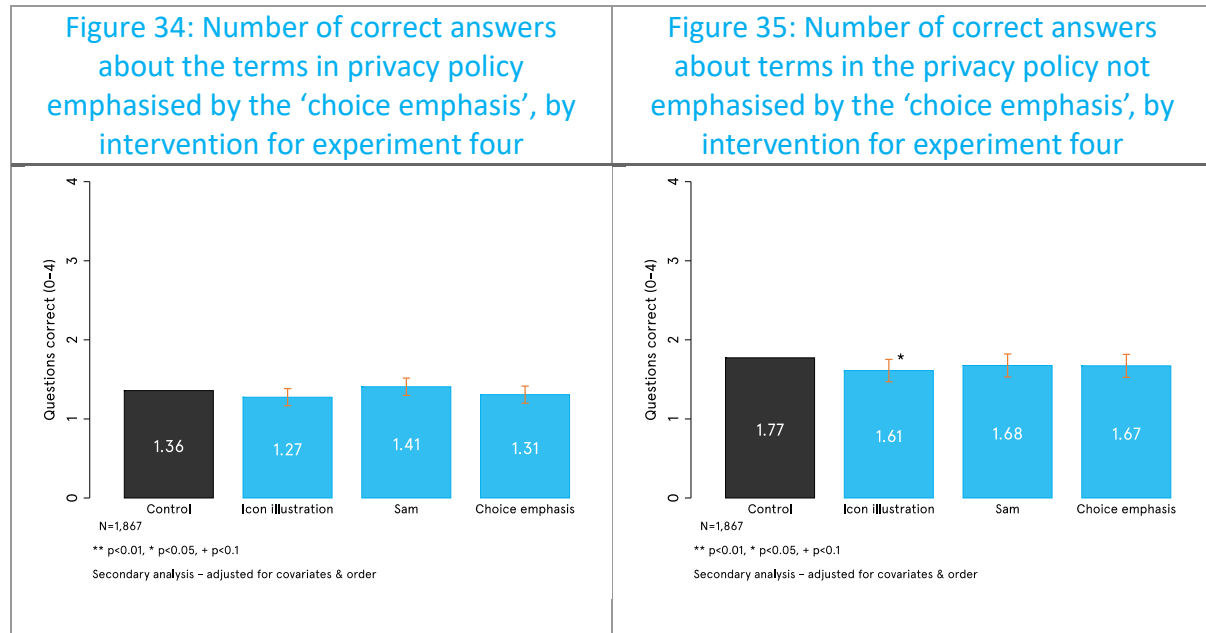 Figure 34: Number of correct answers
about the terms in privacy policy
emphasised by the ‘choice emphasis’, by
intervention for experiment four
Figure 35: Number of correct answers
about terms in the privacy policy not
emphasised by the ‘choice emphasis’, by
intervention for experiment four
Questions correct (0–4)
4
3
2
1
0
1.36
1.27
1.41
1.31
Control
Icon illustration
Sam
Choice emphasis
N=1,867
** p<0.01, * p<0.05, + p<0.1
Secondary analysis – adjusted for covariates & order
Questions correct (0–4)
4
3
2
1
0
*
1.77
1.61
1.68
1.67
Control
Icon illustration
Sam
Choice emphasis
N=1,867
** p<0.01, * p<0.05, + p<0.1
Secondary analysis – adjusted for covariates & order